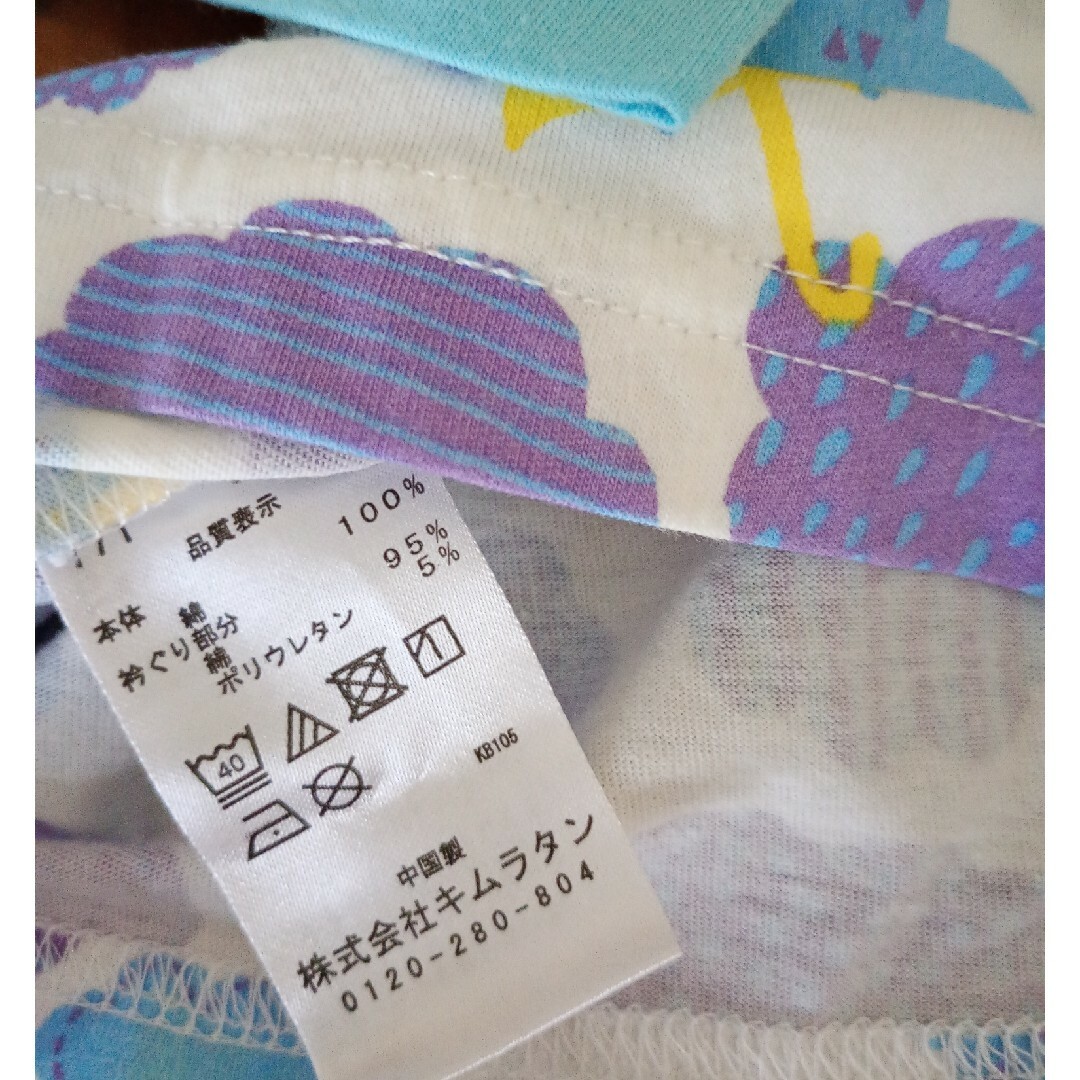 品質表示
本体 綿 100%
衿ぐり部分
綿 95%
ポリウレタン 5%
40
KB105
中国製
株式会社キムラタン
0120-280-804